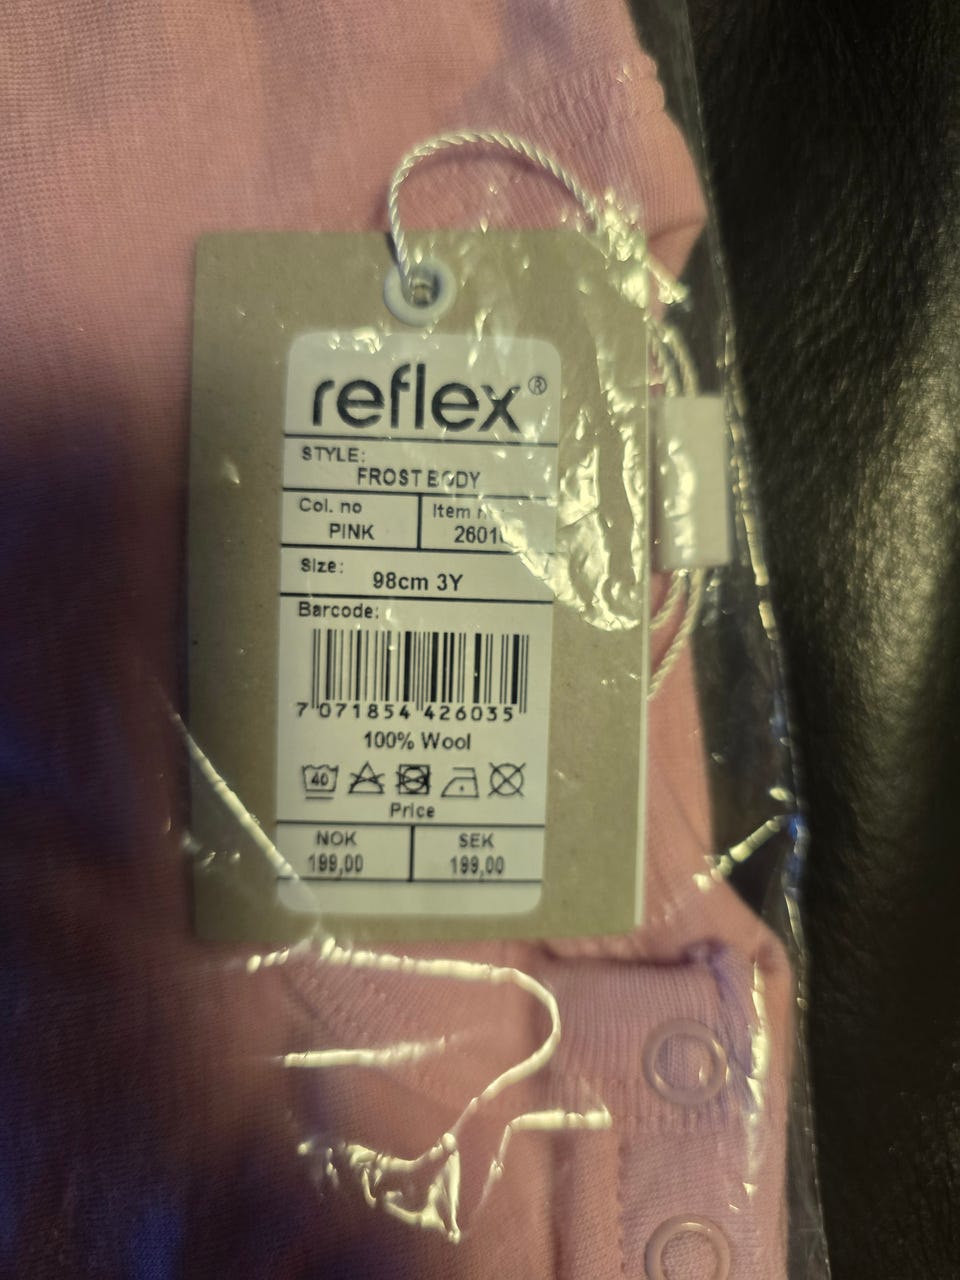 reflex®
STYLE:
FROST BODY
Col. no
PINK
Item
Size:
98cm 3Y
Barcode:
7 071854 426035
100% Wool
40
Price
NOK
199,00
SEK
199,00